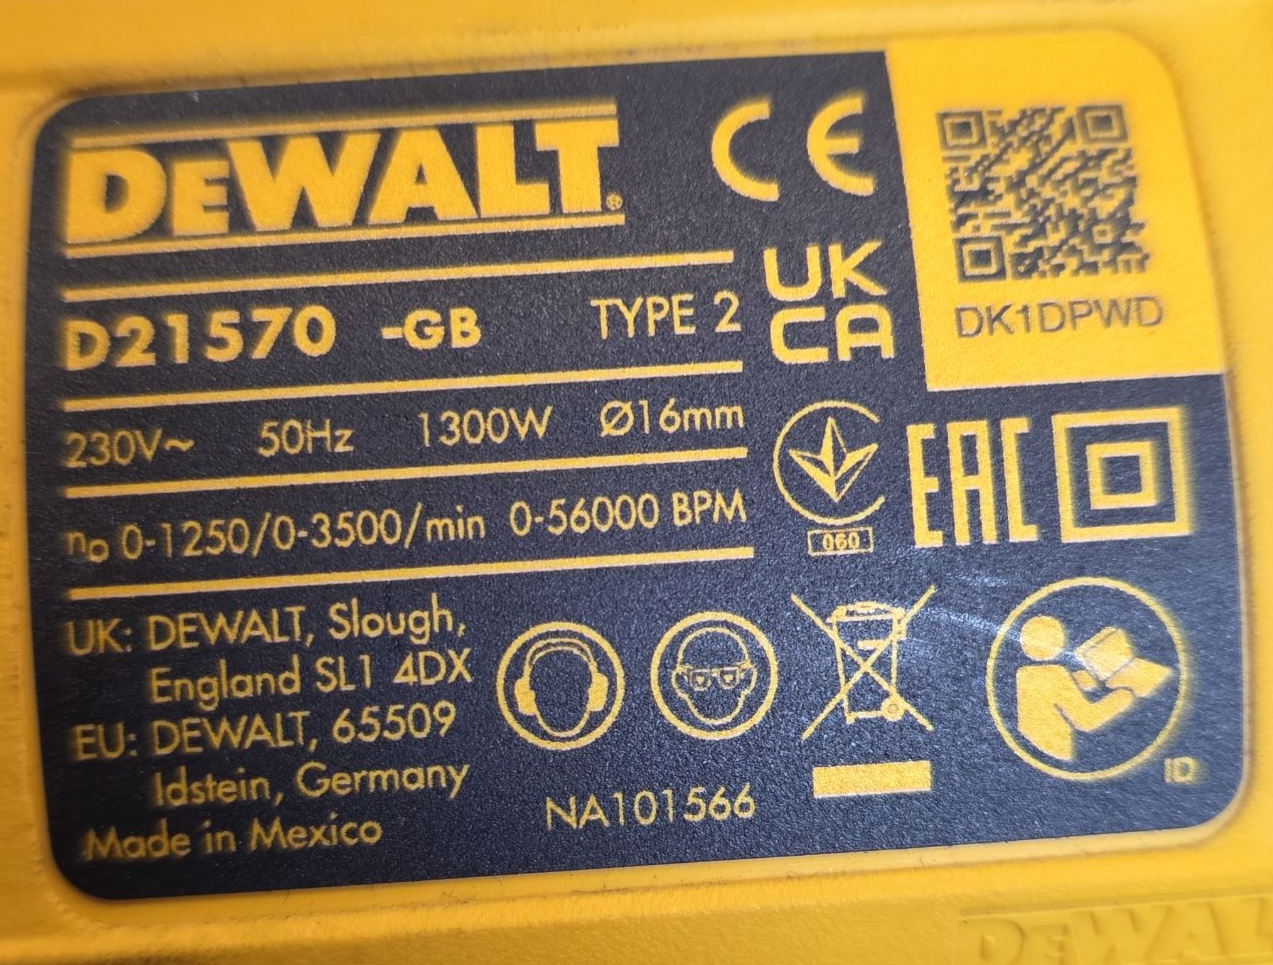 DEWALT®
CE
DK1DPWD
D21570 -GB TYPE 2
UK
CA
230V~ 50Hz 1300W Ø16mm
n₀ 0-1250/0-3500/min 0-56000 BPM
060
EAC
UK: DEWALT, Slough,
England SL1 4DX
EU: DEWALT, 65509
Idstein, Germany
Made in Mexico
NA101566
ID
DEWALT